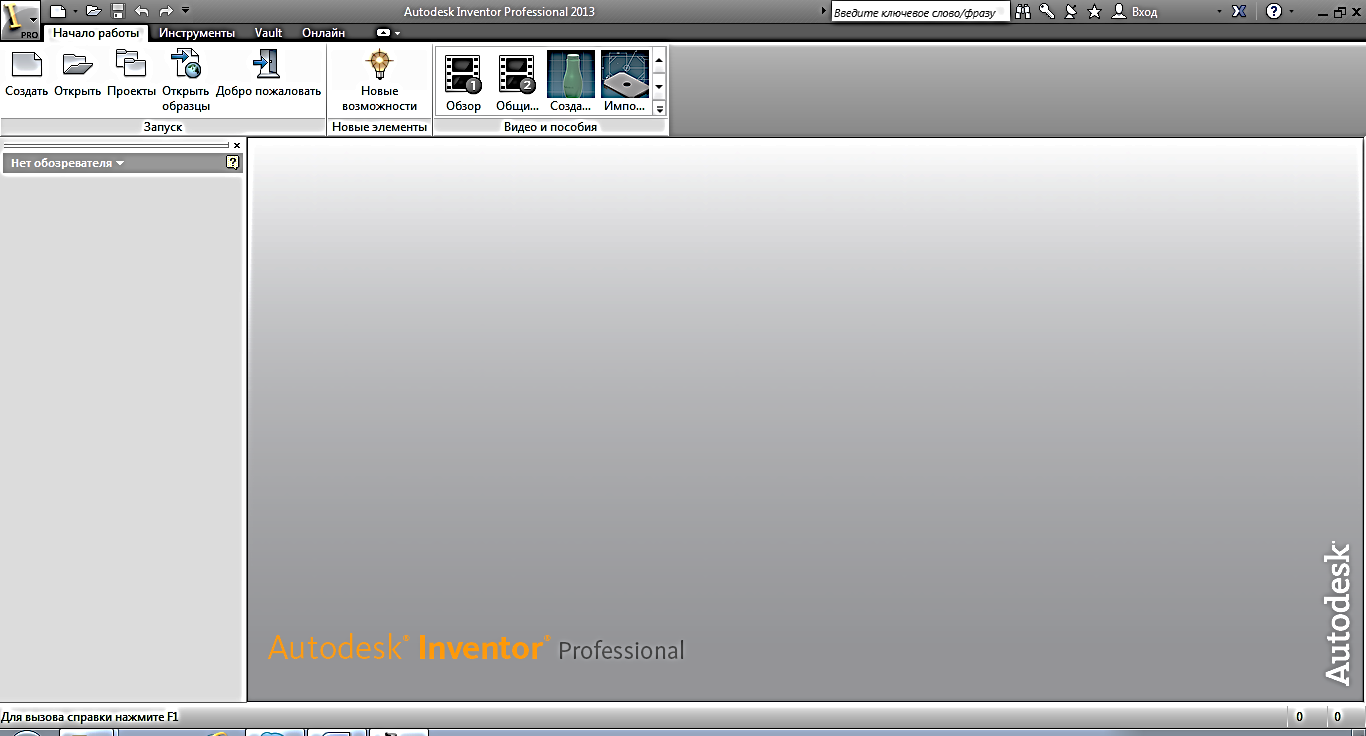 Autodesk Inventor Professional 2013
Введите ключевое слово/фразу
Вход
PRO
Начало работы Инструменты Vault Онлайн
Создать Открыть Проекты Открыть образцы Добро пожаловать
Новые возможности
1 2
Обзор Общи... Созда... Импо...
Запуск Новые элементы Видео и пособия
Нет обозревателя
Autodesk® Inventor® Professional
Autodesk
Для вызова справки нажмите F1
0 0